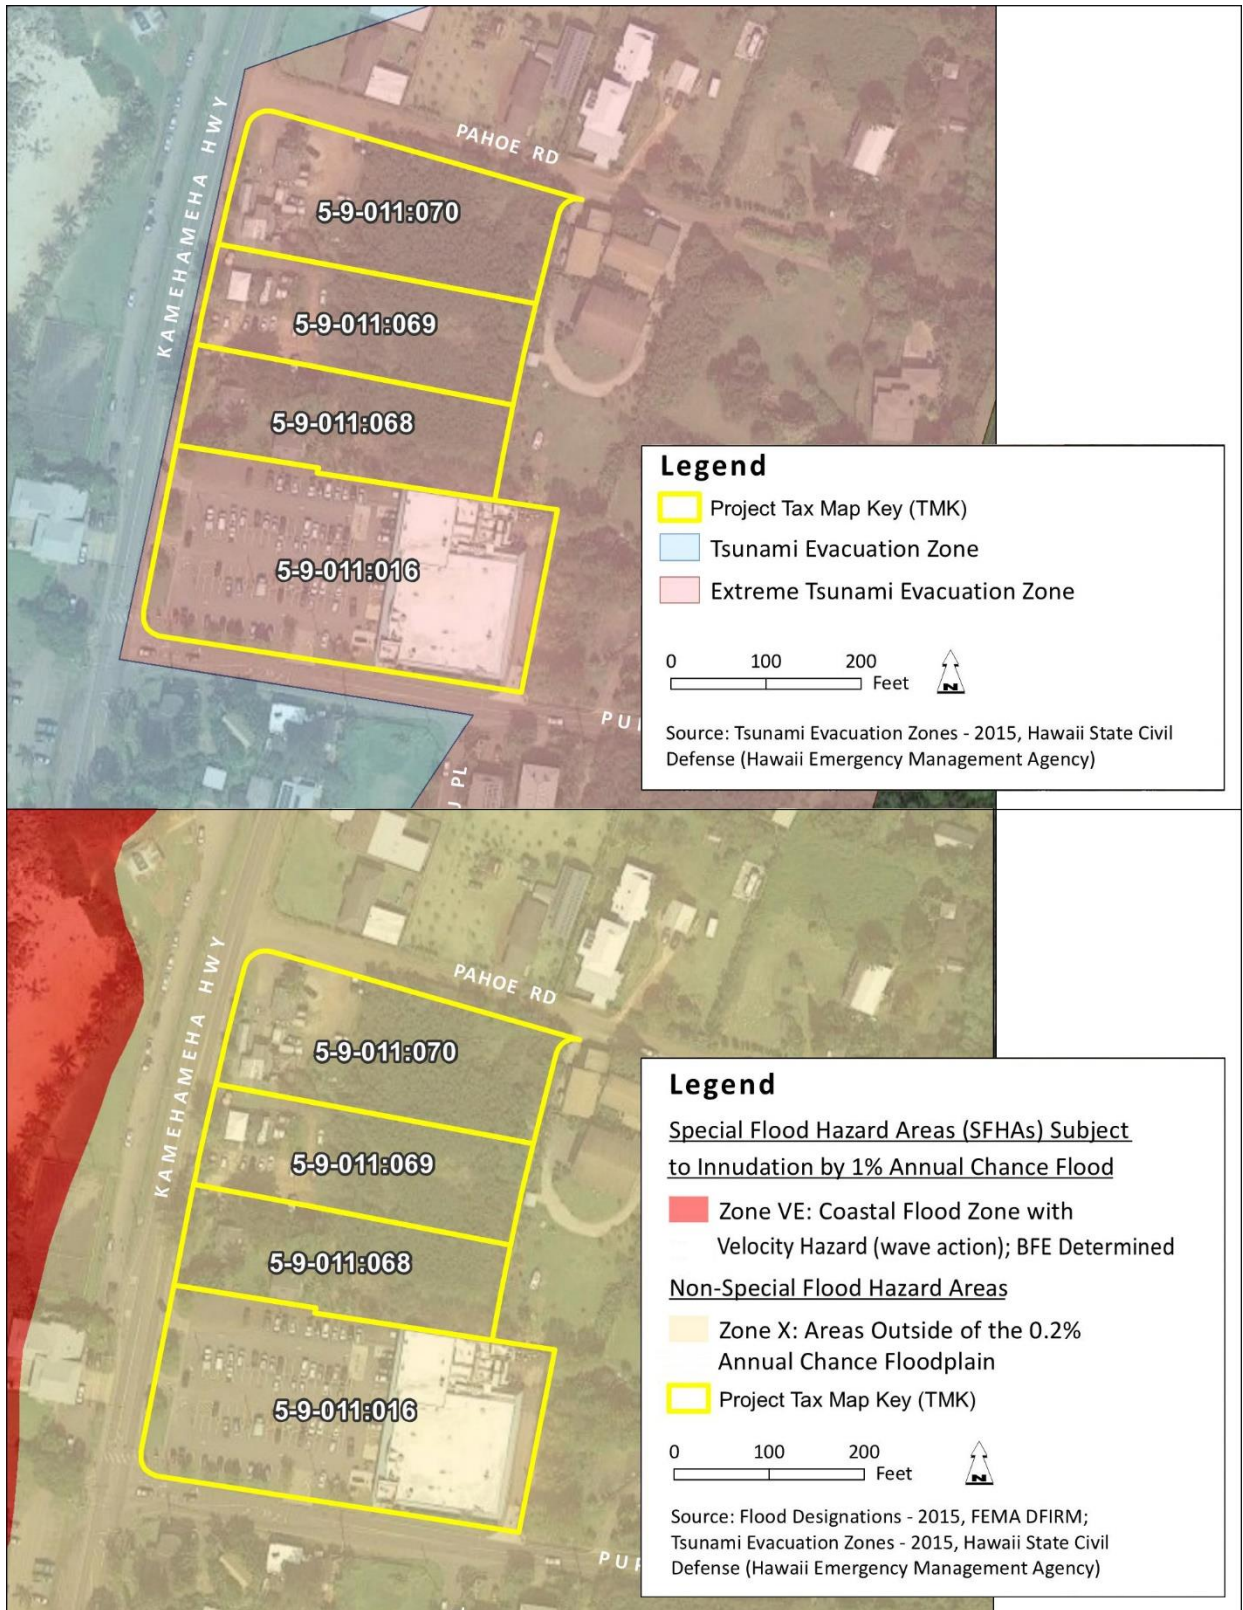 KAMEHAMEHA HWY
PAHOE RD
5-9-011:070
5-9-011:069
5-9-011:068
5-9-011:016
Legend
Project Tax Map Key (TMK)
Tsunami Evacuation Zone
Extreme Tsunami Evacuation Zone
0 100 200
Feet
N
Source: Tsunami Evacuation Zones - 2015, Hawaii State Civil
Defense (Hawaii Emergency Management Agency)
PL
KAMEHAMEHA HWY
PAHOE RD
5-9-011:070
5-9-011:069
5-9-011:068
5-9-011:016
Legend
Special Flood Hazard Areas (SFHAs) Subject
to Innudation by 1% Annual Chance Flood
Zone VE: Coastal Flood Zone with
Velocity Hazard (wave action); BFE Determined
Non-Special Flood Hazard Areas
Zone X: Areas Outside of the 0.2%
Annual Chance Floodplain
Project Tax Map Key (TMK)
0 100 200
Feet
N
Source: Flood Designations - 2015, FEMA DFIRM;
Tsunami Evacuation Zones - 2015, Hawaii State Civil
Defense (Hawaii Emergency Management Agency)